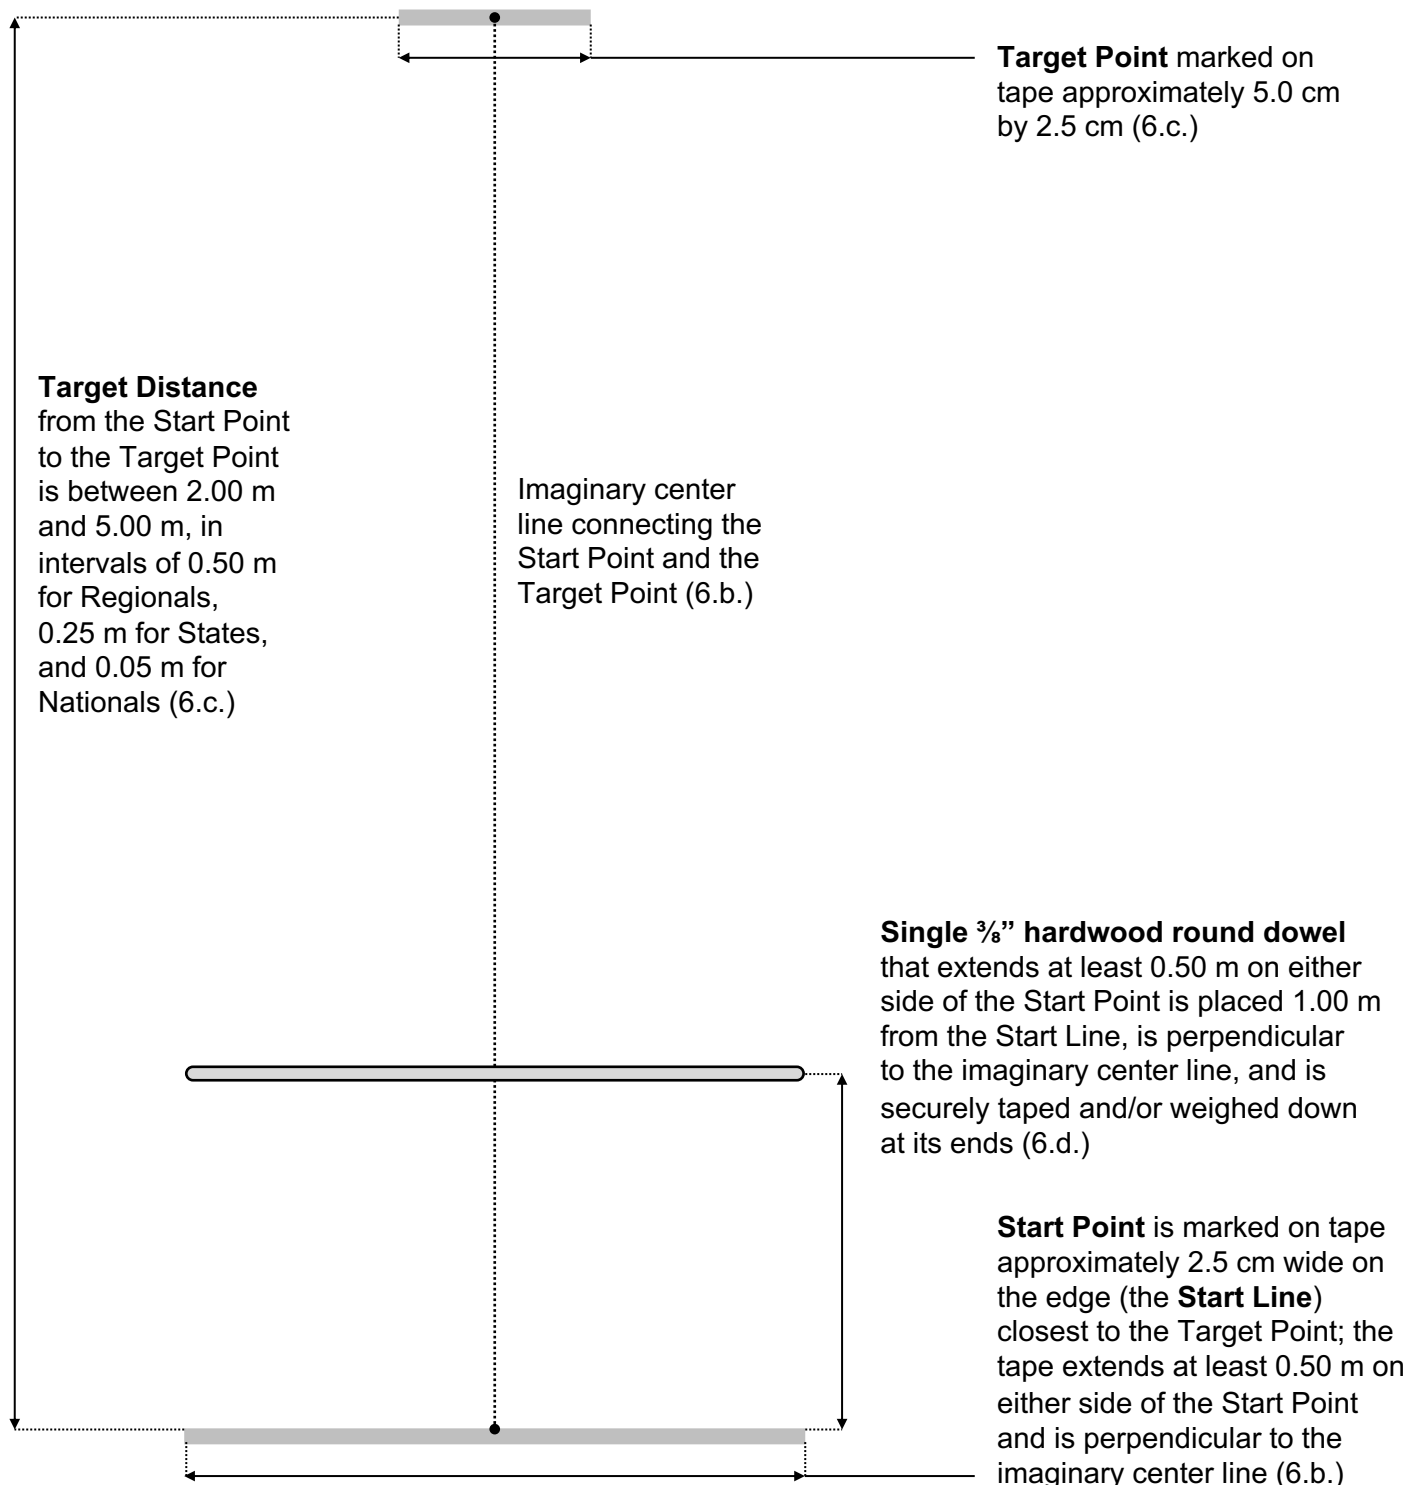 Target Point marked on
tape approximately 5.0 cm
by 2.5 cm (6.c.)
Target Distance
from the Start Point
to the Target Point
is between 2.00 m
and 5.00 m, in
intervals of 0.50 m
for Regionals,
0.25 m for States,
and 0.05 m for
Nationals (6.c.)
Imaginary center
line connecting the
Start Point and the
Target Point (6.b.)
Single ⅜” hardwood round dowel
that extends at least 0.50 m on either
side of the Start Point is placed 1.00 m
from the Start Line, is perpendicular
to the imaginary center line, and is
securely taped and/or weighed down
at its ends (6.d.)
Start Point is marked on tape
approximately 2.5 cm wide on
the edge (the Start Line)
closest to the Target Point; the
tape extends at least 0.50 m on
either side of the Start Point
and is perpendicular to the
imaginary center line (6.b.)